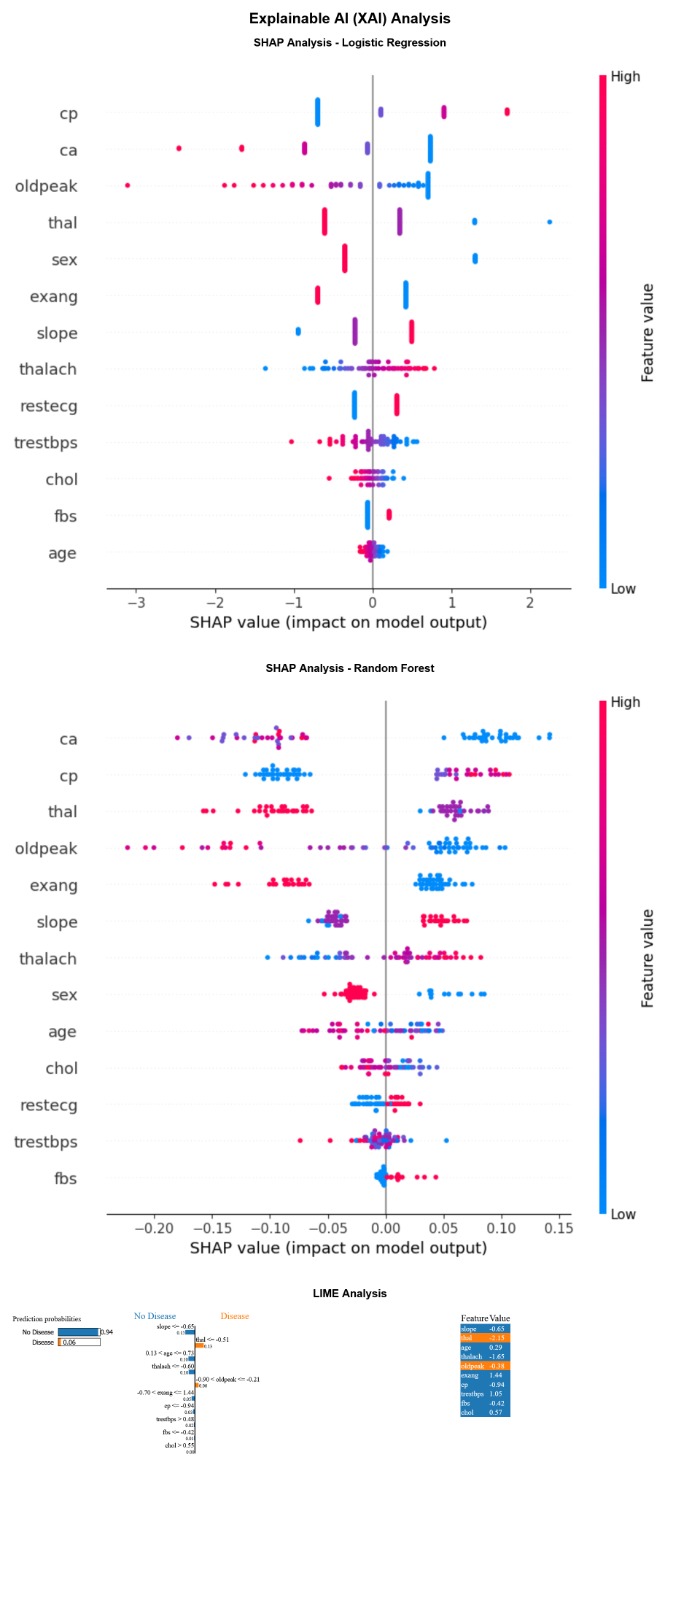 Explainable AI (XAI) Analysis
SHAP Analysis - Logistic Regression
High
cp
ca
oldpeak
thal
sex
exang
slope
thalach
restecg
trestbps
chol
fbs
age
Feature value
Low
−3 −2 −1 0 1 2
SHAP value (impact on model output)
SHAP Analysis - Random Forest
High
ca
cp
thal
oldpeak
exang
slope
thalach
sex
age
chol
restecg
trestbps
fbs
Feature value
Low
−0.20 −0.15 −0.10 −0.05 0.00 0.05 0.10 0.15
SHAP value (impact on model output)
LIME Analysis
Prediction probabilities
No Disease 0.94
Disease 0.06
No Disease Disease
slope <= -0.65
thal <= -0.51
0.13
0.13 < age <= 0.73
thalach <= -0.60
-0.90 < oldpeak <= -0.21
-0.70 < exang <= 1.44
cp <= -0.94
trestbps > 0.48
fbs <= -0.42
chol > 0.55
Feature Value
slope -0.65
thal -2.15
age 0.29
thalach -1.65
oldpeak -0.38
exang 1.44
cp -0.94
trestbps 1.05
fbs -0.42
chol 0.57